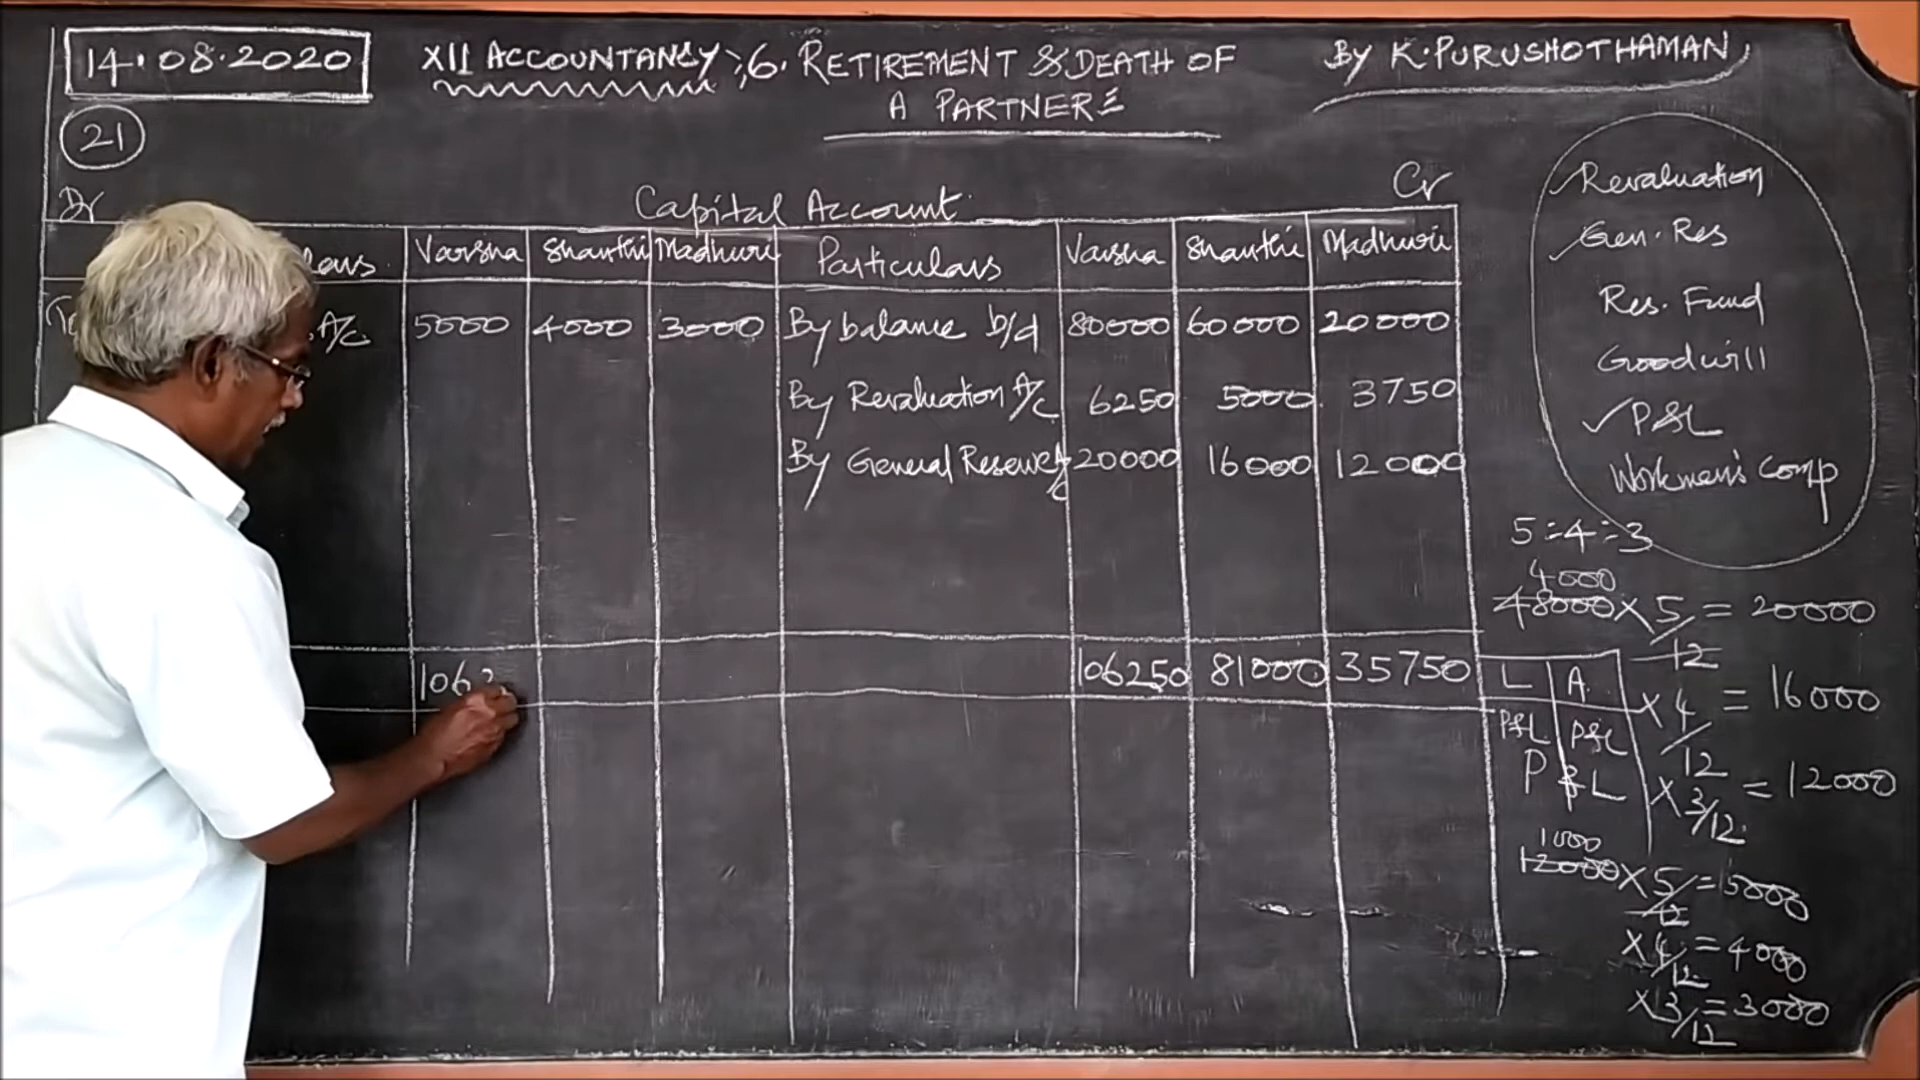 14.08.2020
XII ACCOUNTANCY :- 6. RETIREMENT & DEATH OF
A PARTNER
BY K. PURUSHOTHAMAN
21
Dr Capital Account Cr
Varsha Shanthi Madhuri Particulars Varsha Shanthi Madhuri
A/c 5000 4000 3000 By balance b/d 80000 60000 20000
By Revaluation A/c 6250 5000 3750
By General Reserve A/c 20000 16000 12000
106250 81000 35750
106
Revaluation
Gen. Res
Res. Fund
Goodwill
P&L
Workmen's Comp
5:4:3
4000
48000 X 5/12 = 20000
X 4/12 = 16000
X 3/12 = 12000
L A
P&L P&L
P & L
1000
12000 X 5/12 = 5000
X 4/12 = 4000
X 3/12 = 3000